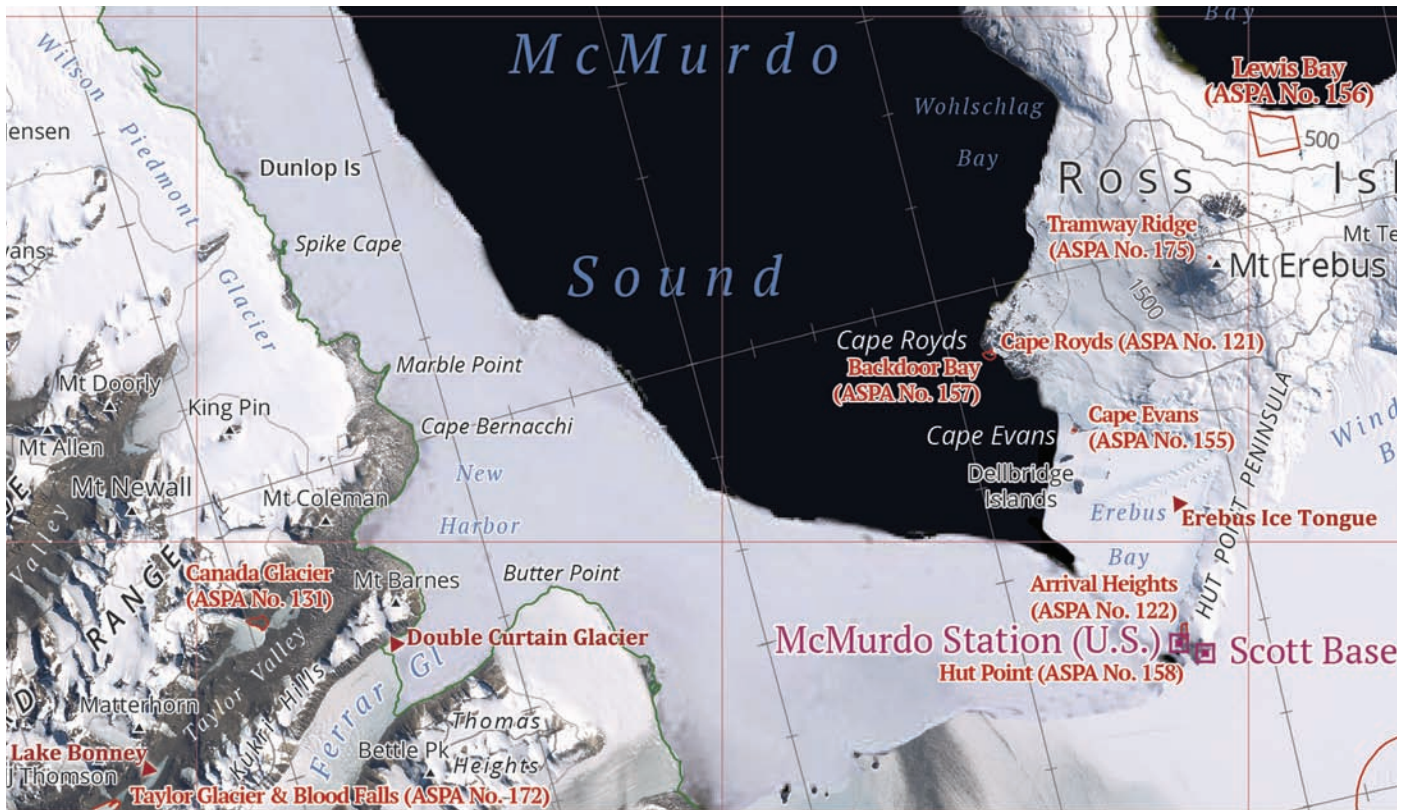 Bay
McMurdo
Wilson
Lewis Bay
(ASPA No. 156)
Wohlschlag
Bay
Piedmont
500
Dunlop Is
Ross
Tramway Ridge
(ASPA No. 175)
Spike Cape
Mt Erebus
Sound
Glacier
1500
Cape Royds
Cape Royds (ASPA No. 121)
Backdoor Bay
(ASPA No. 157)
Marble Point
Mt Doorly
King Pin
Cape Evans
(ASPA No. 155)
Cape Bernacchi
Cape Evans
Mt Allen
New
Harbor
Dellbridge
Islands
Mt Newall
Mt Coleman
Valley
Erebus
Bay
Erebus Ice Tongue
HUT POINT PENINSULA
RANGE
Canada Glacier
(ASPA No. 131)
Mt Barnes
Butter Point
Arrival Heights
(ASPA No. 122)
Double Curtain Glacier
McMurdo Station (U.S.)
Scott Base
Hut Point (ASPA No. 158)
Taylor Valley
Kukri Hills
Ferrar Gl
Matterhorn
Thomas
Heights
Bettle Pk
Lake Bonney
J Thomson
Taylor Glacier & Blood Falls (ASPA No. 172)